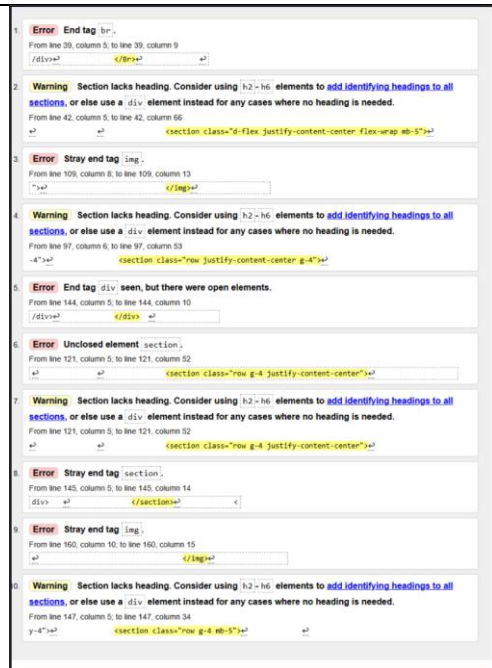 1. Error End tag br.
From line 39, column 5; to line 39, column 9
/div>↩ </Br>↩ ↩
2. Warning Section lacks heading. Consider using h2-h6 elements to add identifying headings to all
sections, or else use a div element instead for any cases where no heading is needed.
From line 42, column 5; to line 42, column 66
↩ ↩ <section class="d-flex justify-content-center flex-wrap mb-5">↩
3. Error Stray end tag img.
From line 109, column 8; to line 109, column 13
">↩ </img>↩
4. Warning Section lacks heading. Consider using h2-h6 elements to add identifying headings to all
sections, or else use a div element instead for any cases where no heading is needed.
From line 97, column 6; to line 97, column 53
-4">↩ <section class="row justify-content-center g-4">↩
5. Error End tag div seen, but there were open elements.
From line 144, column 5; to line 144, column 10
/div>↩ </div> ↩
6. Error Unclosed element section.
From line 121, column 5; to line 121, column 52
↩ ↩ <section class="row g-4 justify-content-center">↩
7. Warning Section lacks heading. Consider using h2-h6 elements to add identifying headings to all
sections, or else use a div element instead for any cases where no heading is needed.
From line 121, column 5; to line 121, column 52
↩ ↩ <section class="row g-4 justify-content-center">↩
8. Error Stray end tag section.
From line 145, column 5; to line 145, column 14
div> ↩ </section>↩ <
9. Error Stray end tag img.
From line 160, column 10; to line 160, column 15
↩ </img>↩
10. Warning Section lacks heading. Consider using h2-h6 elements to add identifying headings to all
sections, or else use a div element instead for any cases where no heading is needed.
From line 147, column 5; to line 147, column 34
y-4">↩ <section class="row g-4 mb-5">↩ ↩